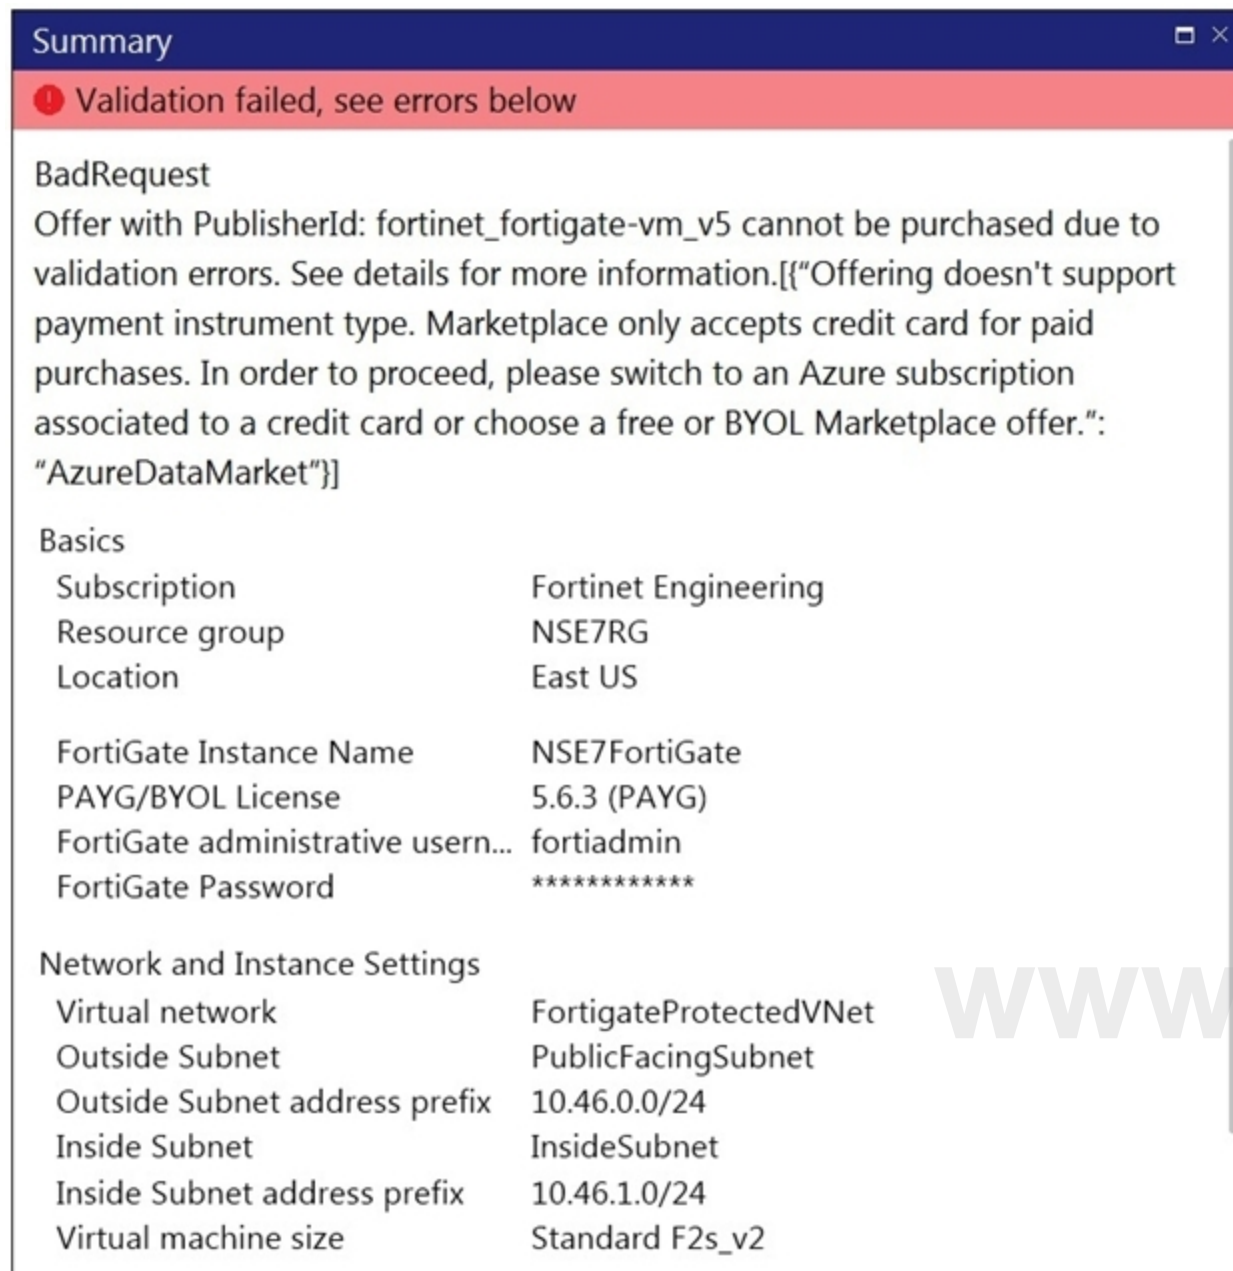 Summary
Validation failed, see errors below
BadRequest
Offer with PublisherId: fortinet_fortigate-vm_v5 cannot be purchased due to
validation errors. See details for more information.[{“Offering doesn't support
payment instrument type. Marketplace only accepts credit card for paid
purchases. In order to proceed, please switch to an Azure subscription
associated to a credit card or choose a free or BYOL Marketplace offer.”:
“AzureDataMarket”}]
Basics
Subscription Fortinet Engineering
Resource group NSE7RG
Location East US
FortiGate Instance Name NSE7FortiGate
PAYG/BYOL License 5.6.3 (PAYG)
FortiGate administrative usern... fortiadmin
FortiGate Password ************
Network and Instance Settings
Virtual network FortigateProtectedVNet
Outside Subnet PublicFacingSubnet
Outside Subnet address prefix 10.46.0.0/24
Inside Subnet InsideSubnet
Inside Subnet address prefix 10.46.1.0/24
Virtual machine size Standard F2s_v2
www